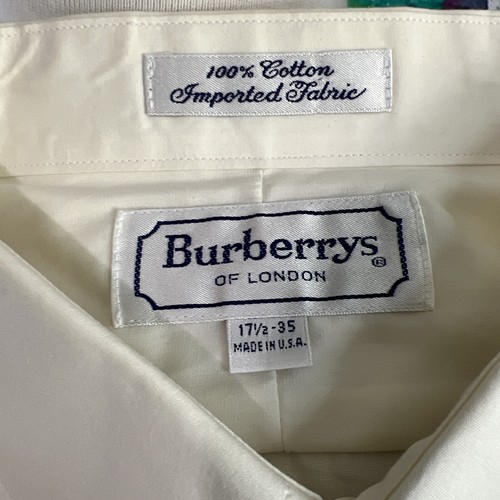 100% Cotton
Imported Fabric
Burberrys®
OF LONDON
17½-35
MADE IN U.S.A.